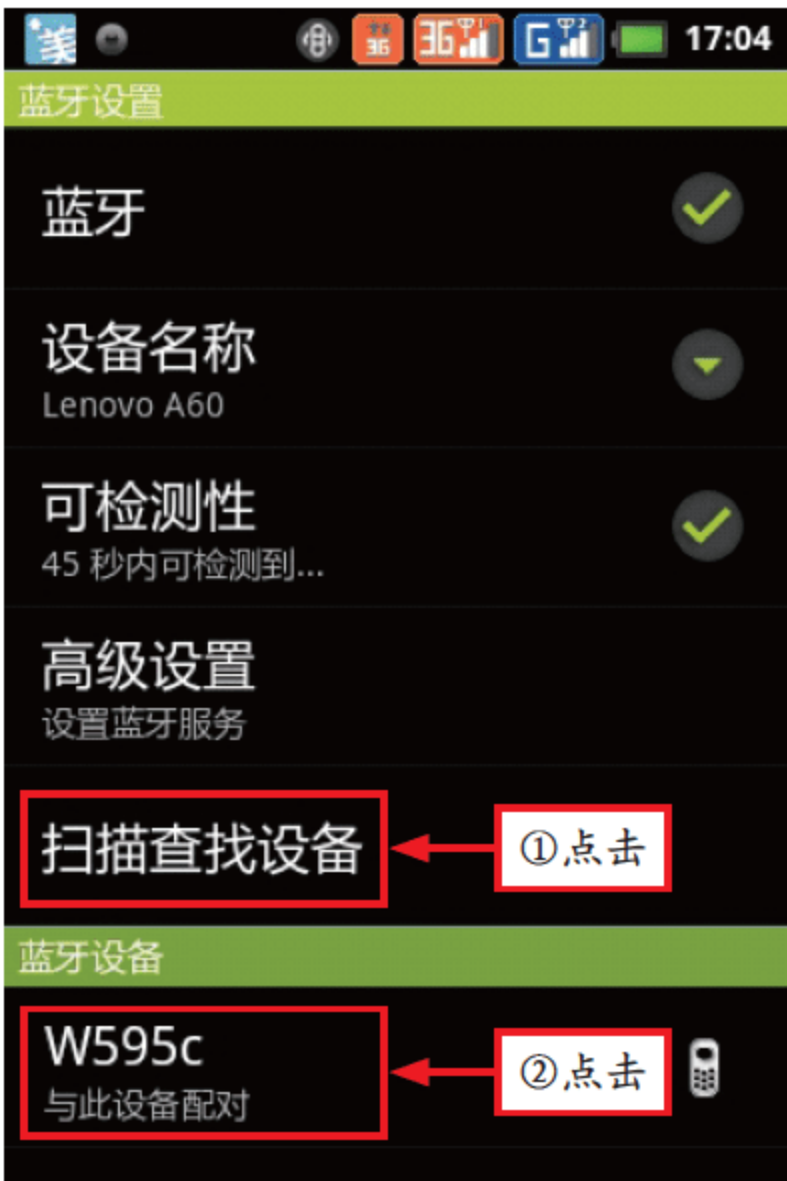 美
3G
3G 1
G 2
17:04
蓝牙设置
蓝牙
设备名称
Lenovo A60
可检测性
45 秒内可检测到...
高级设置
设置蓝牙服务
扫描查找设备
①点击
蓝牙设备
W595c
与此设备配对
②点击